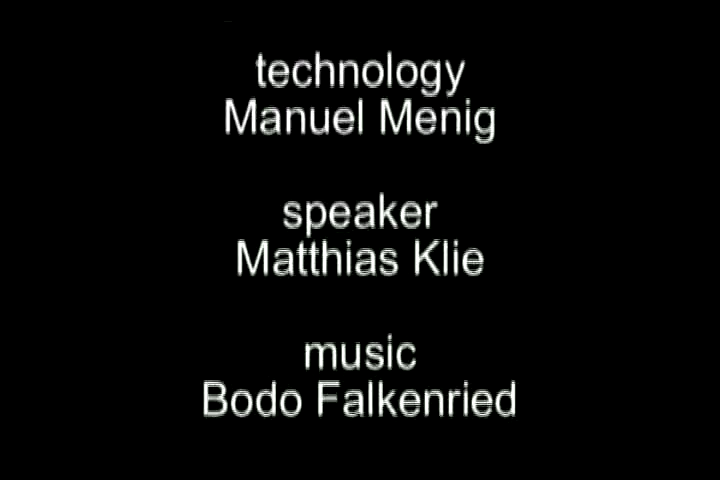 technology
Manuel Menig
speaker
Matthias Klie
music
Bodo Falkenried